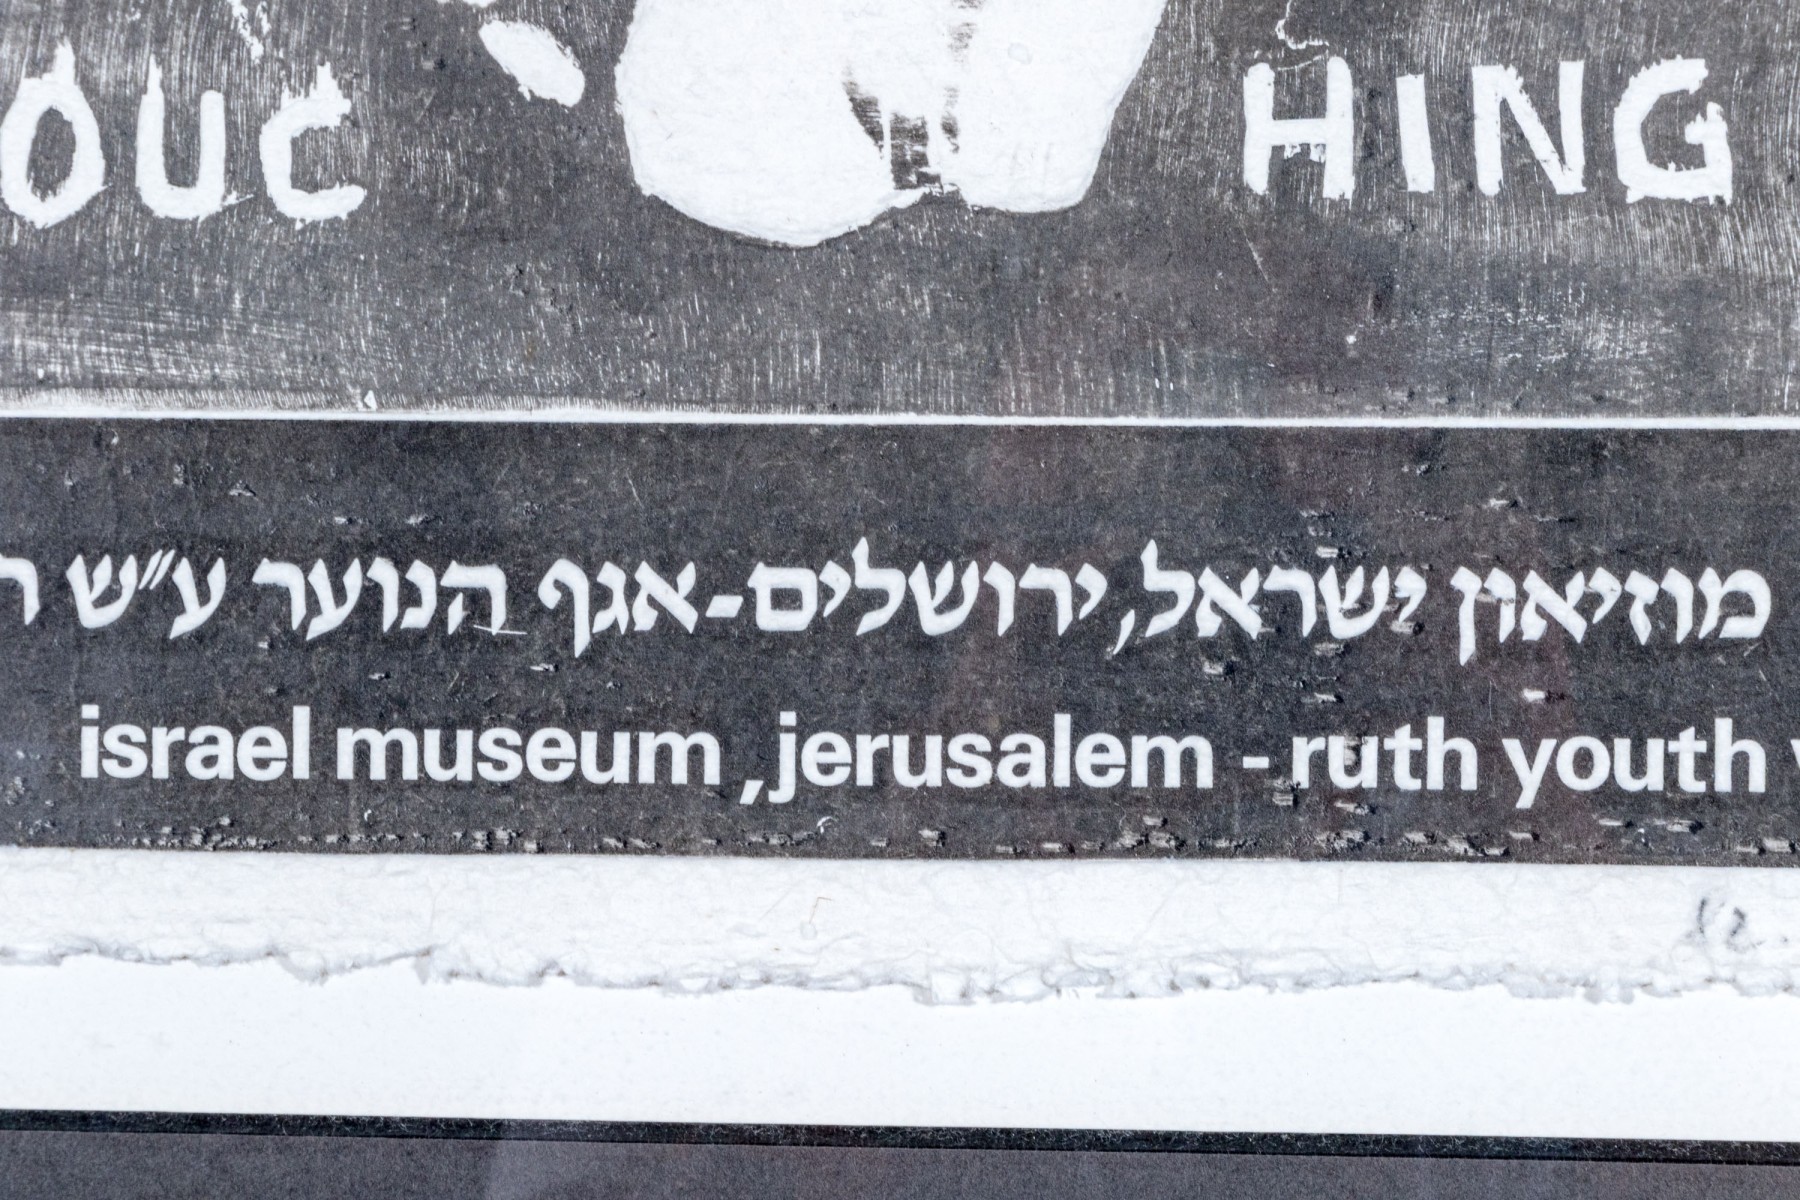 OUC HING
מוזיאון ישראל, ירושלים-אגף הנוער ע״ש
israel museum, jerusalem - ruth youth